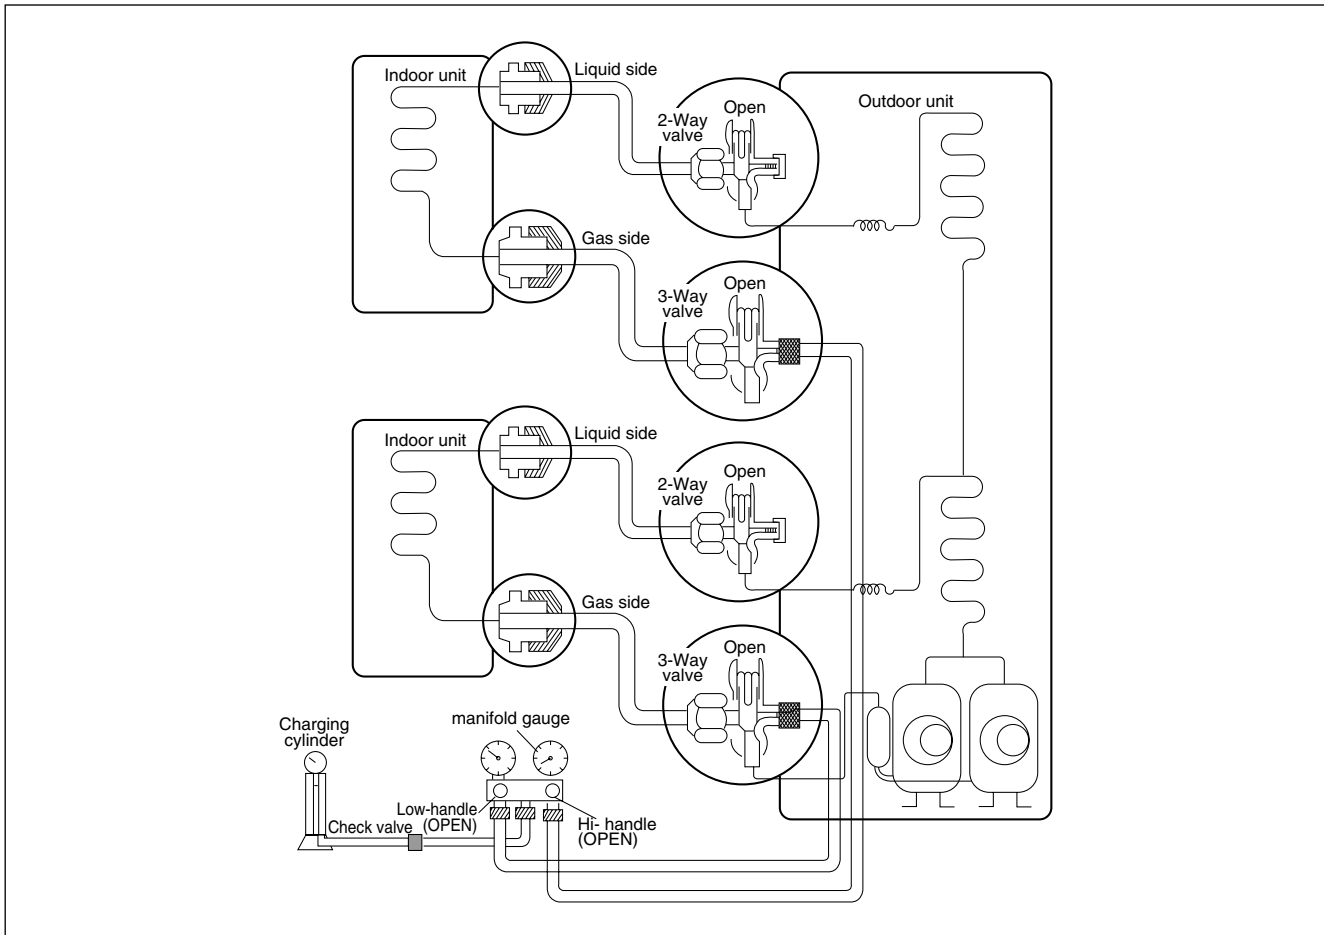 Indoor unit
Liquid side
2-Way
valve
Open
Outdoor unit
Gas side
3-Way
valve
Open
Indoor unit
Liquid side
2-Way
valve
Open
Gas side
3-Way
valve
Open
Charging
cylinder
manifold gauge
Low-handle
(OPEN)
Check valve
Hi- handle
(OPEN)